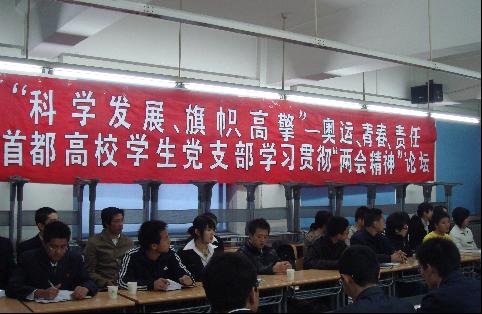 “科学发展、旗帜高擎”—奥运、青春、责任
首都高校学生党支部学习贯彻“两会精神”论坛